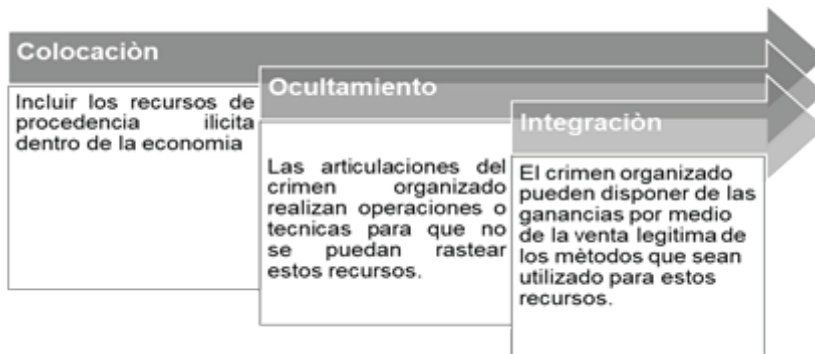 Colocaciòn
Incluir los recursos de
procedencia ilicita
dentro de la economia
Ocultamiento
Las articulaciones del
crimen organizado
realizan operaciones o
tecnicas para que no
se puedan rastear
estos recursos.
Integraciòn
El crimen organizado
pueden disponer de las
ganancias por medio
de la venta legitima de
los mètodos que sean
utilizado para estos
recursos.